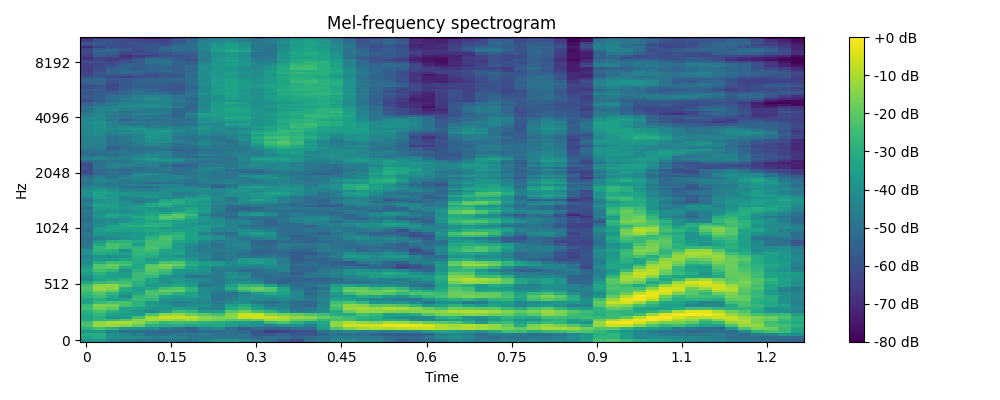 Mel-frequency spectrogram
Hz
8192
4096
2048
1024
512
0
0 0.15 0.3 0.45 0.6 0.75 0.9 1.1 1.2
Time
+0 dB
-10 dB
-20 dB
-30 dB
-40 dB
-50 dB
-60 dB
-70 dB
-80 dB